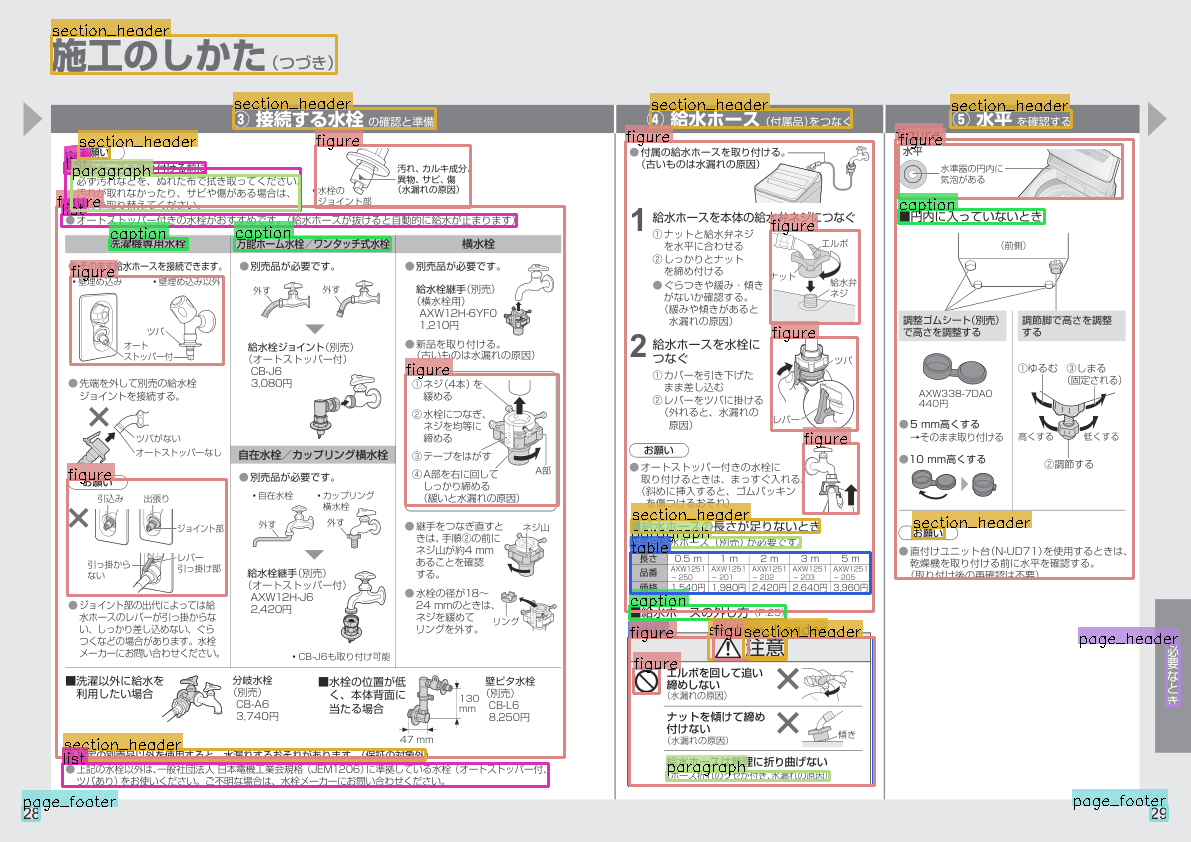 section_header
施工のしかた（つづき）
section_header
③ 接続する水栓 の確認と準備
section_header
お願い
paragraph
必ず汚れなどを、ぬれた布で拭き取ってください。
汚れが取れなかったり、サビや傷がある場合は、
figure
汚れ、カルキ成分、
異物、サビ、傷
（水漏れの原因）
•水栓の
ジョイント部
figure
●オートストッパー付きの水栓がおすすめです。（給水ホースが抜けると自動的に給水が止まります）
caption
洗濯機専用水栓
●そのまま給水ホースを接続できます。
figure
•壁埋め込み
•壁埋め込み以外
ツバ
オート
ストッパー付
●先端を外して別売の給水栓
ジョイントを接続する。
ツバがない
オートストッパーなし
figure
お願い
引込み
出張り
ジョイント部
レバー
引っ掛け部
引っ掛から
ない
●ジョイント部の出代によっては給
水ホースのレバーが引っ掛からな
い、しっかり差し込めない、ぐら
つくなどの場合があります。水栓
メーカーにお問い合わせください。
caption
万能ホーム水栓／ワンタッチ式水栓
●別売品が必要です。
外す
外す
給水栓ジョイント（別売）
（オートストッパー付）
CB-J6
3,080円
自在水栓／カップリング横水栓
●別売品が必要です。
•自在水栓
•カップリング
横水栓
外す
外す
給水栓継手（別売）
（オートストッパー付）
AXW12H-J6
2,420円
•CB-J6も取り付け可能
横水栓
●別売品が必要です。
給水栓継手（別売）
（横水栓用）
AXW12H-6YF0
1,210円
●新品を取り付ける。
（古いものは水漏れの原因）
figure
①ネジ（4本）を
緩める
②水栓につなぎ、
ネジを均等に
締める
③テープをはがす
④A部を右に回して
しっかり締める
（緩いと水漏れの原因）
A部
●継手をつなぎ直すと
きは、手順②の前に
ネジ山が約4 mm
あることを確認
する。
ネジ山
●水栓の径が18〜
24 mmのときは、
ネジを緩めて
リングを外す。
リング
■洗濯以外に給水を
利用したい場合
分岐水栓
（別売）
CB-A6
3,740円
■水栓の位置が低
く、本体背面に
当たる場合
130
mm
47 mm
壁ピタ水栓
（別売）
CB-L6
8,250円
section_header
の別売品以外を使用すると、水漏れするおそれがあります。（保証の対象外
list
●上記の水栓以外は、一般社団法人 日本電機工業会規格（JEM1206）に準拠している水栓（オートストッパー付、
ツバあり）をお使いください。ご不明な場合は、水栓メーカーにお問い合わせください。
page_footer
28
section_header
④ 給水ホース（付属品）をつなぐ
figure
●付属の給水ホースを取り付ける。
（古いものは水漏れの原因）
1 給水ホースを本体の給水弁ネジにつなぐ
①ナットと給水弁ネジ
を水平に合わせる
②しっかりとナット
を締め付ける
●ぐらつきや緩み・傾き
がないか確認する。
（緩みや傾きがあると
水漏れの原因）
figure
エルボ
ナット
給水弁
ネジ
2 給水ホースを水栓に
つなぐ
①カバーを引き下げた
まま差し込む
②レバーをツバに掛ける
（外れると、水漏れの
原因）
figure
ツバ
レバー
お願い
●オートストッパー付きの水栓に
取り付けるときは、まっすぐ入れる。
（斜めに挿入すると、ゴムパッキン
を傷つけるおそれ）
figure
section_header
長さが足りないとき
paragraph
ホース（別売）が必要です
table
長さ 0.5 m 1 m 2 m 3 m 5 m
品番 AXW1251-250 AXW1251-201 AXW1251-202 AXW1251-203 AXW1251-205
価格 1,540円 1,980円 2,420円 2,640円 3,960円
caption
■給水ホースの外し方
figure
section_header
注意
figure
エルボを回して追い
締めしない
（水漏れの原因）
ナットを傾けて締め
付けない
（水漏れの原因）
傾き
給水ホースは無理に折り曲げない
paragraph
section_header
⑤ 水平 を確認する
figure
水平
水準器の円内に
気泡がある
caption
■円内に入っていないとき
（前側）
調整ゴムシート（別売）
で高さを調整する
AXW338-7DA0
440円
●5 mm高くする
→そのまま取り付ける
●10 mm高くする
調節脚で高さを調整
する
①ゆるむ
③しまる
（固定される）
高くする
低くする
②調節する
section_header
お願い
●直付けユニット台（N-UD71）を使用するときは、
乾燥機を取り付ける前に水平を確認する。
（取り付け後の再確認は不要）
page_header
必要なとき
page_footer
29